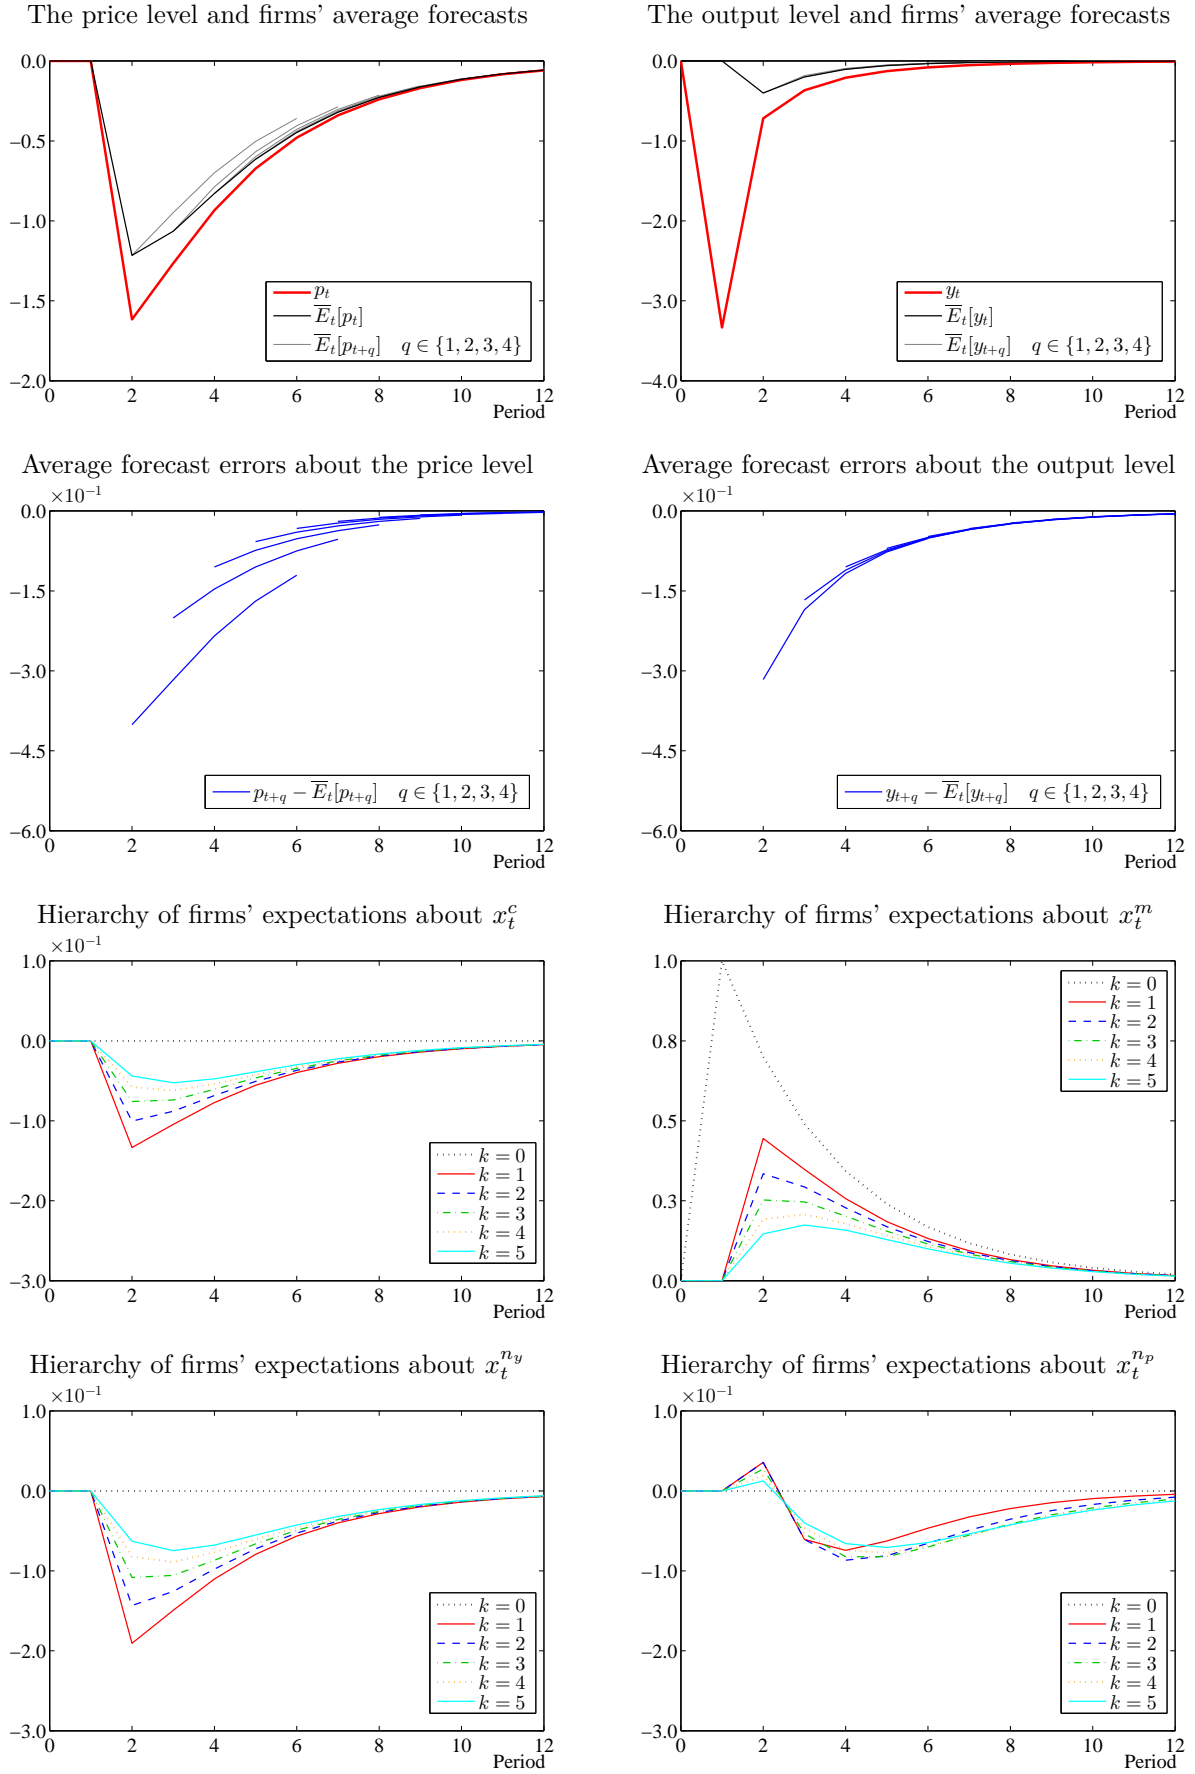 The price level and firms' average forecasts
0.0
−0.5
−1.0
−1.5
−2.0
0 2 4 6 8 10 12
Period
p_t
E̅_t[p_t]
E̅_t[p_{t+q}] q ∈ {1, 2, 3, 4}
The output level and firms' average forecasts
0.0
−1.0
−2.0
−3.0
−4.0
0 2 4 6 8 10 12
Period
y_t
E̅_t[y_t]
E̅_t[y_{t+q}] q ∈ {1, 2, 3, 4}
Average forecast errors about the price level
×10^{−1}
0.0
−1.5
−3.0
−4.5
−6.0
0 2 4 6 8 10 12
Period
p_{t+q} − E̅_t[p_{t+q}] q ∈ {1, 2, 3, 4}
Average forecast errors about the output level
×10^{−1}
0.0
−1.5
−3.0
−4.5
−6.0
0 2 4 6 8 10 12
Period
y_{t+q} − E̅_t[y_{t+q}] q ∈ {1, 2, 3, 4}
Hierarchy of firms' expectations about x_t^c
×10^{−1}
1.0
0.0
−1.0
−2.0
−3.0
0 2 4 6 8 10 12
Period
k = 0
k = 1
k = 2
k = 3
k = 4
k = 5
Hierarchy of firms' expectations about x_t^m
1.0
0.8
0.5
0.3
0.0
0 2 4 6 8 10 12
Period
k = 0
k = 1
k = 2
k = 3
k = 4
k = 5
Hierarchy of firms' expectations about x_t^{n_y}
×10^{−1}
1.0
0.0
−1.0
−2.0
−3.0
0 2 4 6 8 10 12
Period
k = 0
k = 1
k = 2
k = 3
k = 4
k = 5
Hierarchy of firms' expectations about x_t^{n_p}
×10^{−1}
1.0
0.0
−1.0
−2.0
−3.0
0 2 4 6 8 10 12
Period
k = 0
k = 1
k = 2
k = 3
k = 4
k = 5